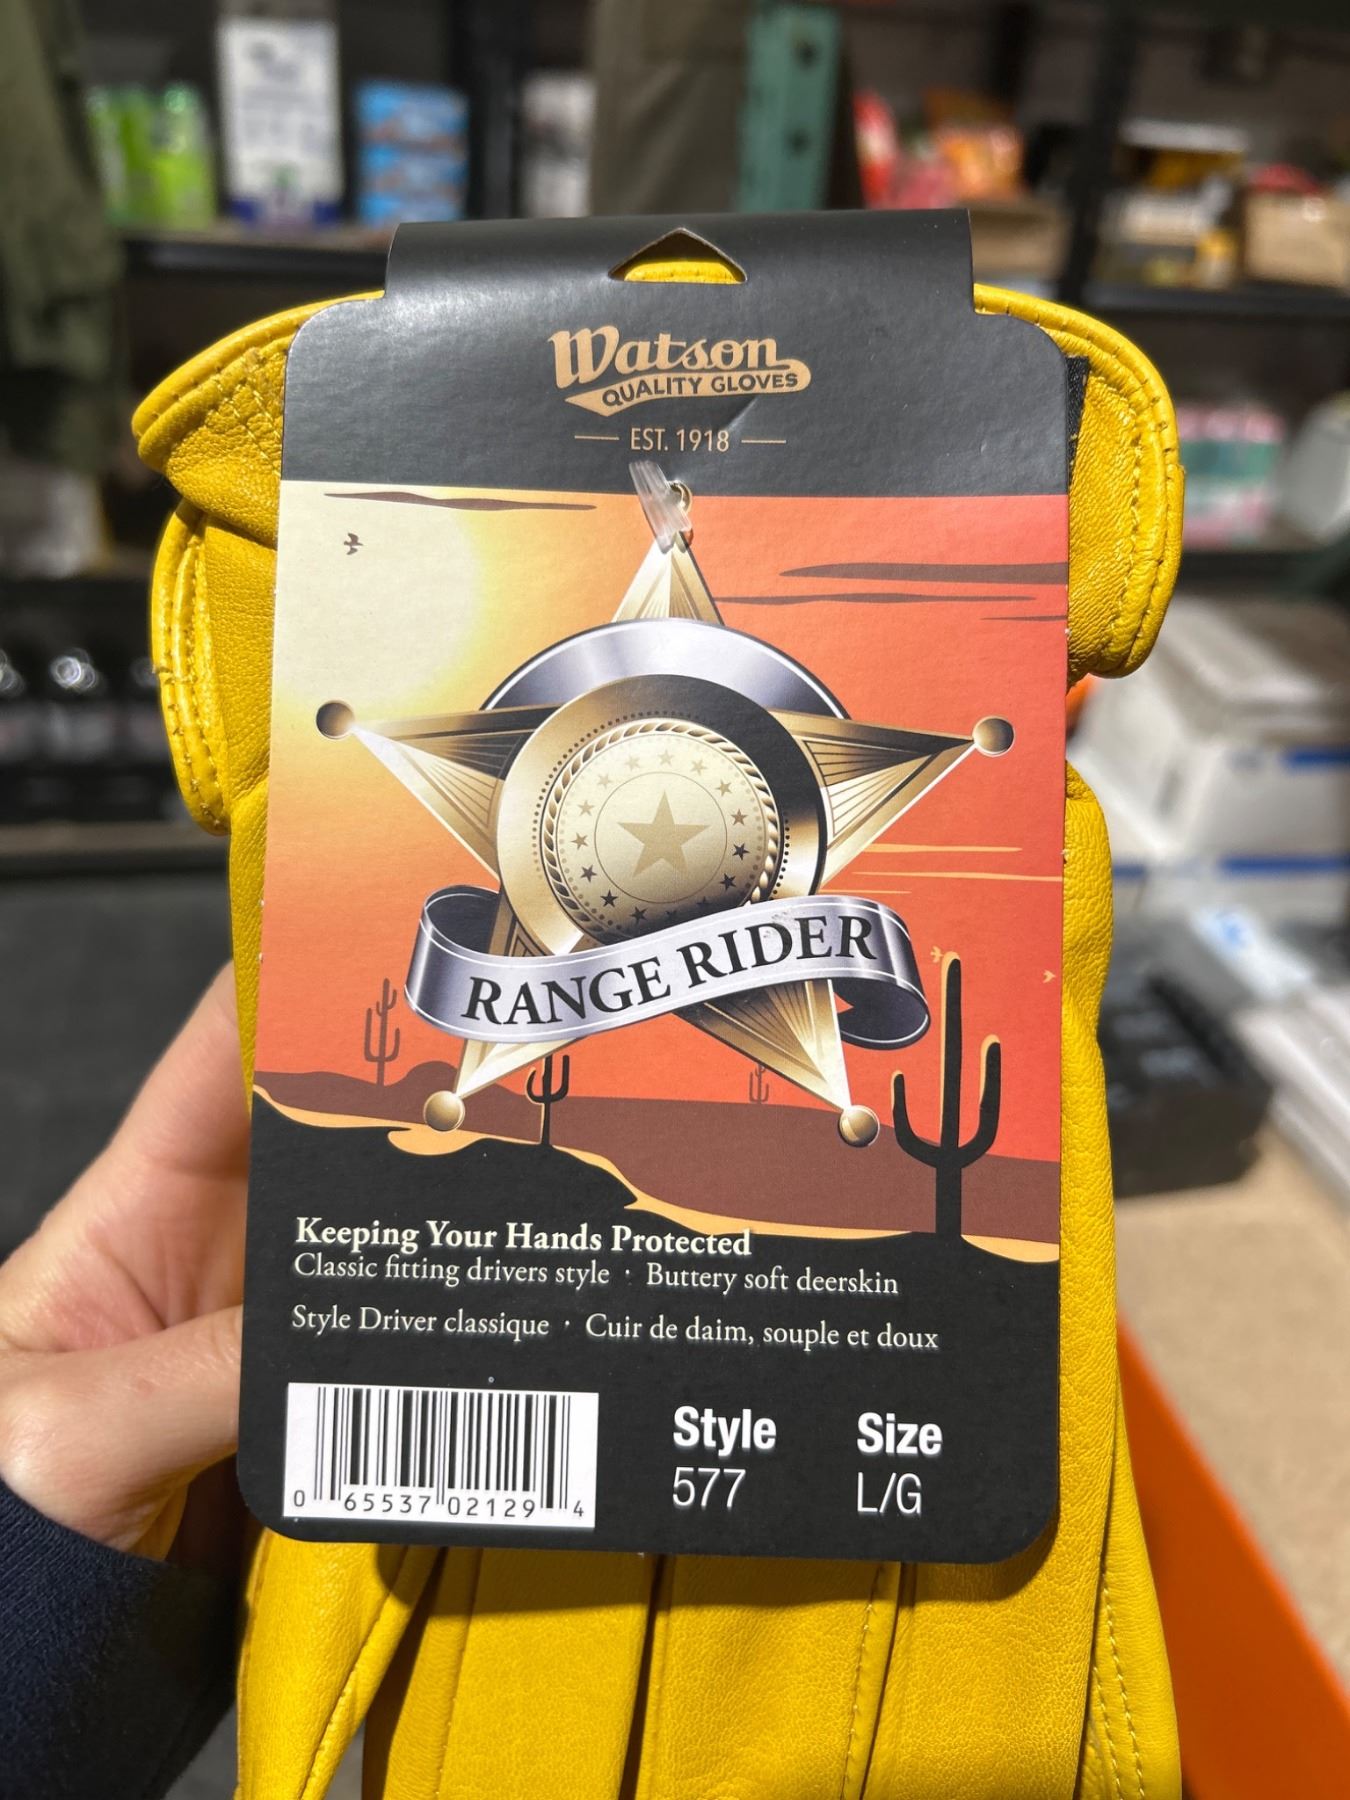 Watson
QUALITY GLOVES
EST. 1918
RANGE RIDER
Keeping Your Hands Protected
Classic fitting drivers style · Buttery soft deerskin
Style Driver classique · Cuir de daim, souple et doux
Style Size
577 L/G
0 65537 02129 4